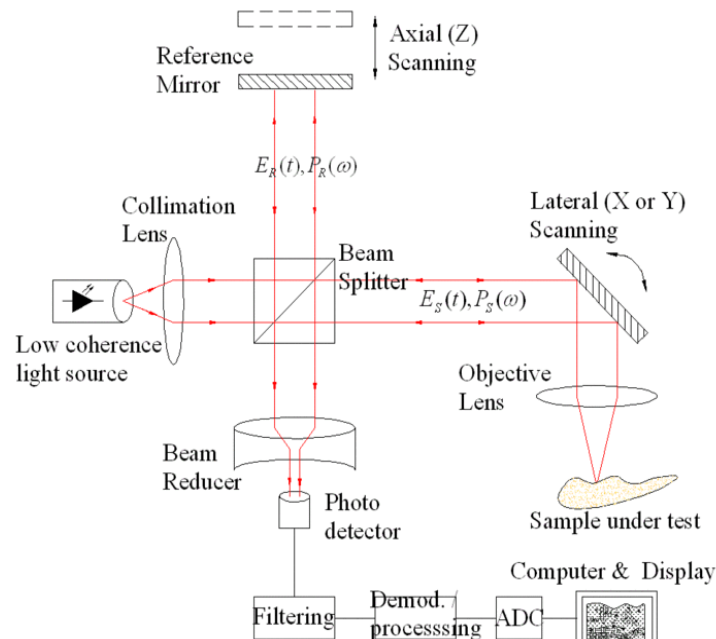 Axial (Z)
Scanning
Reference
Mirror
E_R(t), P_R(ω)
Collimation
Lens
Lateral (X or Y)
Scanning
Beam
Splitter
E_S(t), P_S(ω)
Low coherence
light source
Objective
Lens
Beam
Reducer
Photo
detector
Sample under test
Computer & Display
Filtering
Demod. /
processsing
ADC